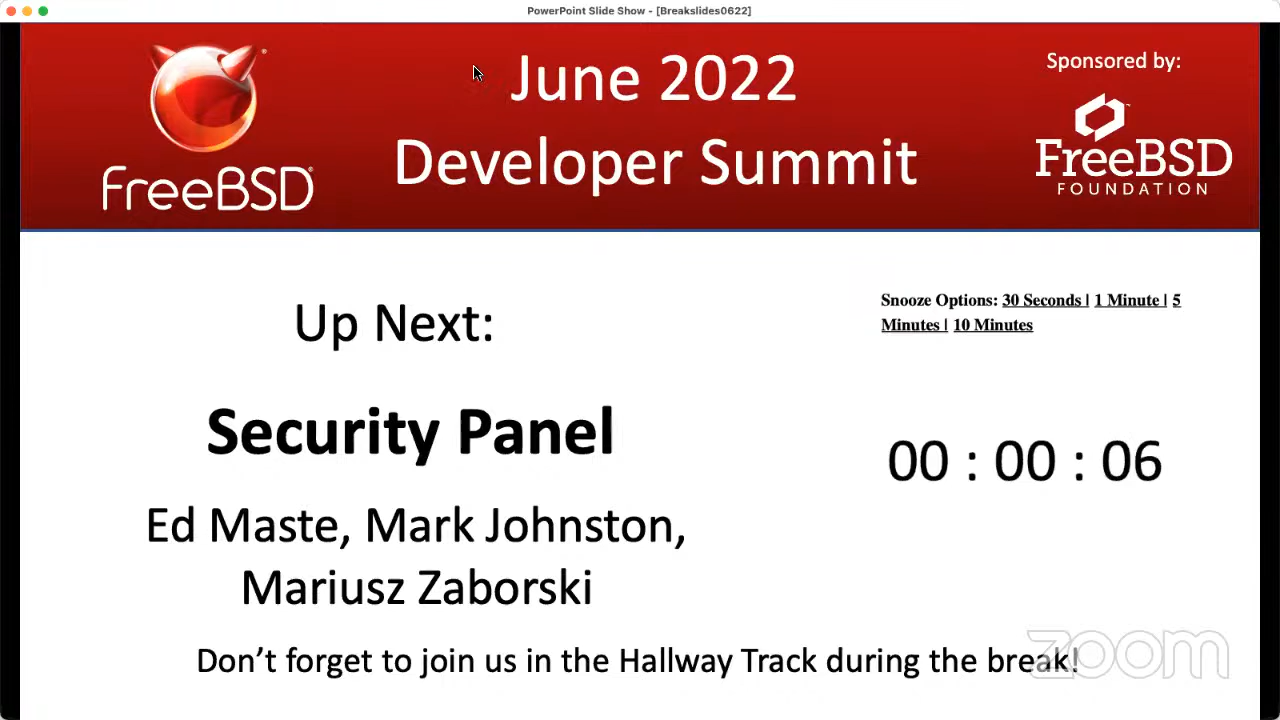 PowerPoint Slide Show - [Breakslides0622]
FreeBSD®
June 2022
Developer Summit
Sponsored by:
FreeBSD
FOUNDATION
Up Next:
Security Panel
Ed Maste, Mark Johnston,
Mariusz Zaborski
Snooze Options: 30 Seconds | 1 Minute | 5
Minutes | 10 Minutes
00 : 00 : 06
Don't forget to join us in the Hallway Track during the break!
zoom